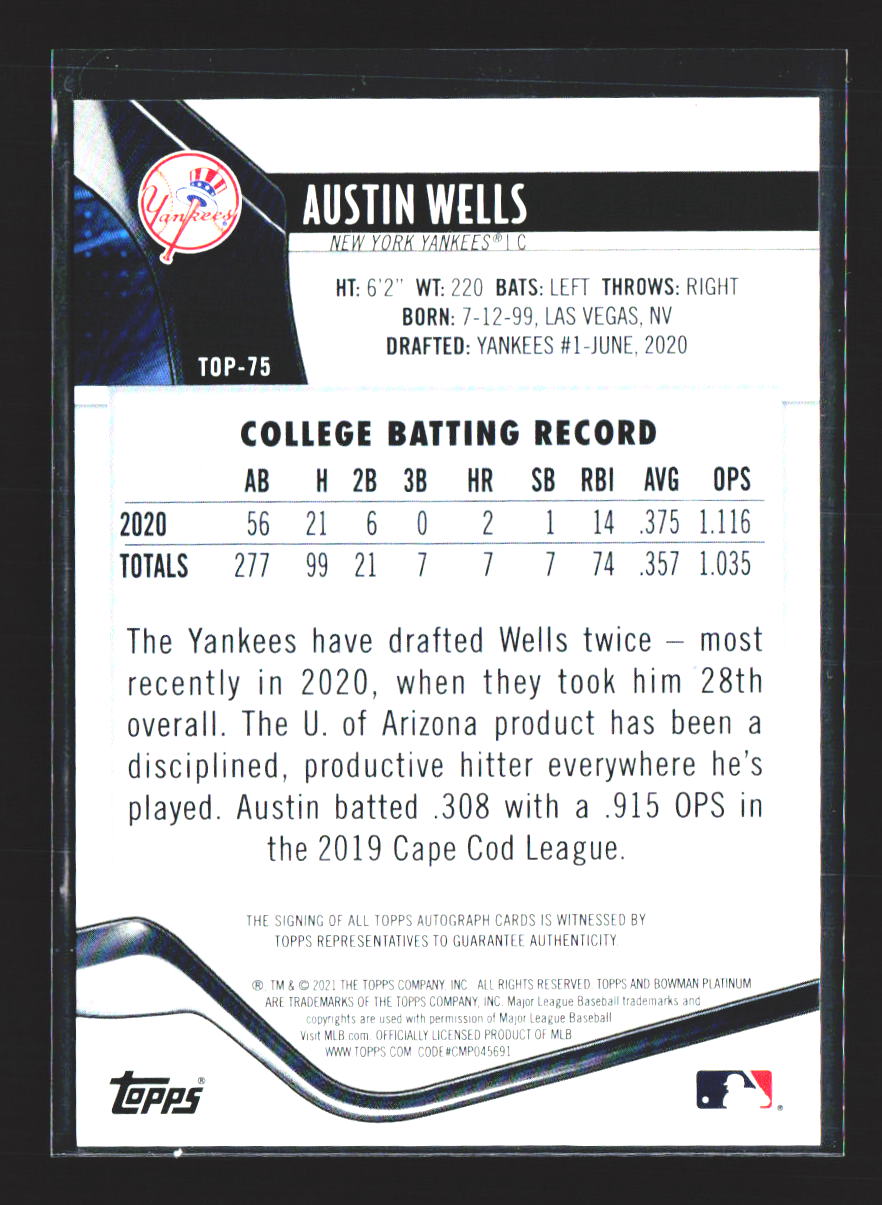 Yankees
AUSTIN WELLS
NEW YORK YANKEES® | C
HT: 6'2" WT: 220 BATS: LEFT THROWS: RIGHT
BORN: 7-12-99, LAS VEGAS, NV
DRAFTED: YANKEES #1-JUNE, 2020
TOP-75
COLLEGE BATTING RECORD
AB H 2B 3B HR SB RBI AVG OPS
2020 56 21 6 0 2 1 14 .375 1.116
TOTALS 277 99 21 7 7 7 74 .357 1.035
The Yankees have drafted Wells twice – most
recently in 2020, when they took him 28th
overall. The U. of Arizona product has been a
disciplined, productive hitter everywhere he's
played. Austin batted .308 with a .915 OPS in
the 2019 Cape Cod League.
THE SIGNING OF ALL TOPPS AUTOGRAPH CARDS IS WITNESSED BY
TOPPS REPRESENTATIVES TO GUARANTEE AUTHENTICITY.
®, TM & © 2021 THE TOPPS COMPANY, INC. ALL RIGHTS RESERVED. TOPPS AND BOWMAN PLATINUM
ARE TRADEMARKS OF THE TOPPS COMPANY, INC. Major League Baseball trademarks and
copyrights are used with permission of Major League Baseball
Visit MLB.com. OFFICIALLY LICENSED PRODUCT OF MLB
WWW.TOPPS.COM CODE#CMP045691
topps®